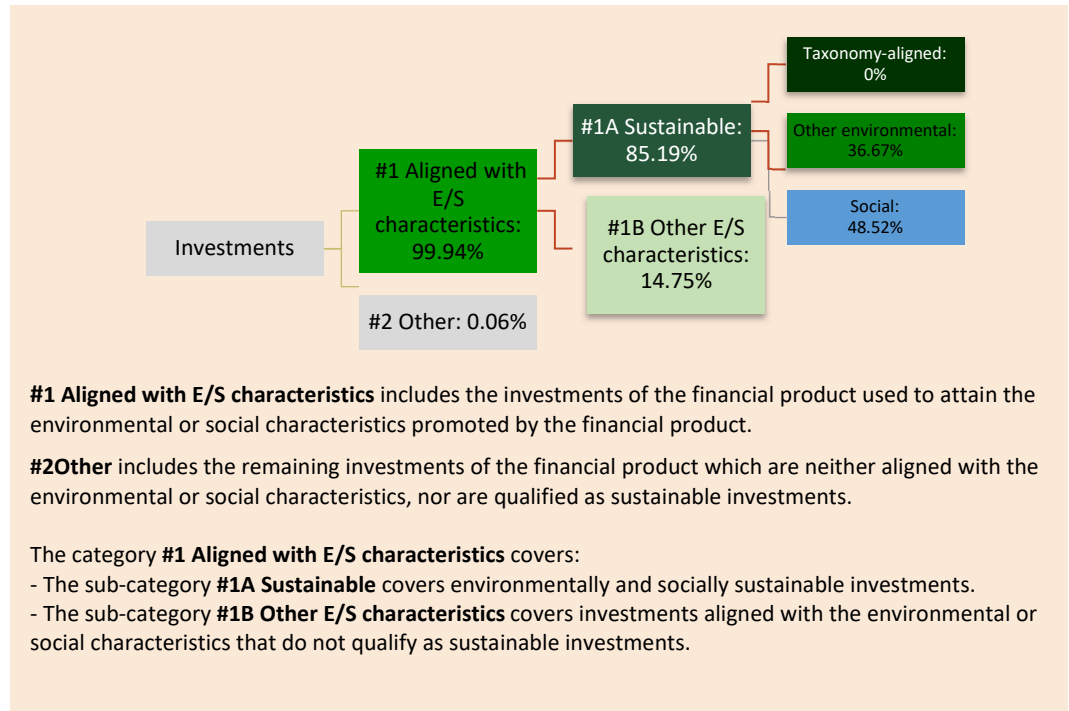 Taxonomy-aligned:
0%
#1A Sustainable:
85.19%
Other environmental:
36.67%
#1 Aligned with
E/S
characteristics:
99.94%
Social:
48.52%
#1B Other E/S
characteristics:
14.75%
Investments
#2 Other: 0.06%
#1 Aligned with E/S characteristics includes the investments of the financial product used to attain the
environmental or social characteristics promoted by the financial product.
#2Other includes the remaining investments of the financial product which are neither aligned with the
environmental or social characteristics, nor are qualified as sustainable investments.
The category #1 Aligned with E/S characteristics covers:
- The sub-category #1A Sustainable covers environmentally and socially sustainable investments.
- The sub-category #1B Other E/S characteristics covers investments aligned with the environmental or
social characteristics that do not qualify as sustainable investments.